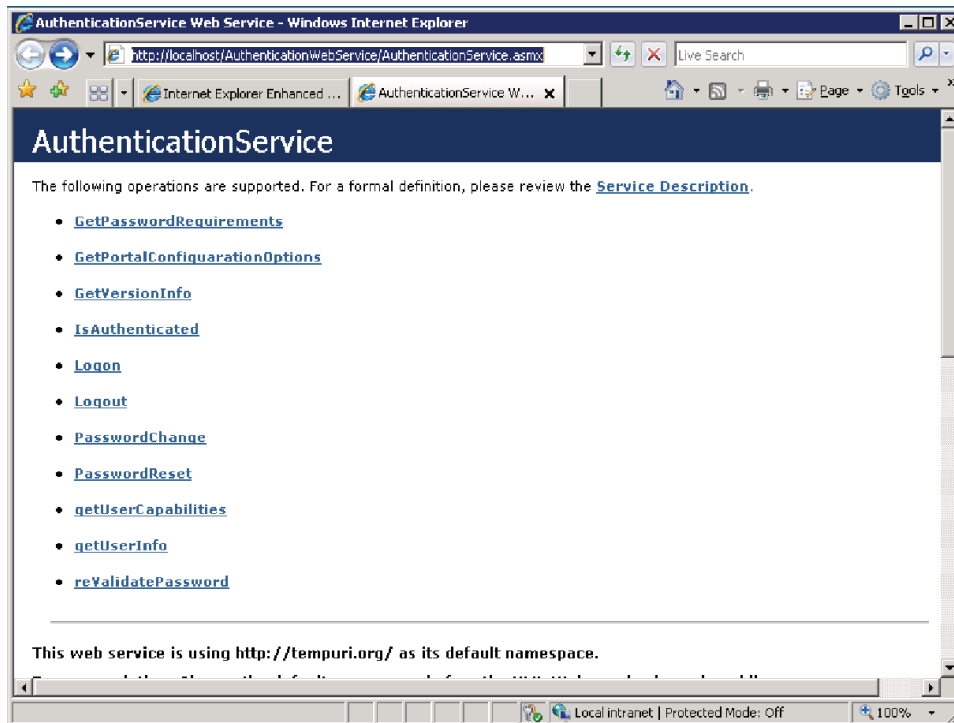 AuthenticationService Web Service - Windows Internet Explorer
http://localhost/AuthenticationWebService/AuthenticationService.asmx
Live Search
Internet Explorer Enhanced ...
AuthenticationService W...
Page
Tools
AuthenticationService
The following operations are supported. For a formal definition, please review the Service Description.
GetPasswordRequirements
GetPortalConfiquarationOptions
GetVersionInfo
IsAuthenticated
Logon
Logout
PasswordChange
PasswordReset
getUserCapabilities
getUserInfo
reValidatePassword
This web service is using http://tempuri.org/ as its default namespace.
Local intranet | Protected Mode: Off
100%